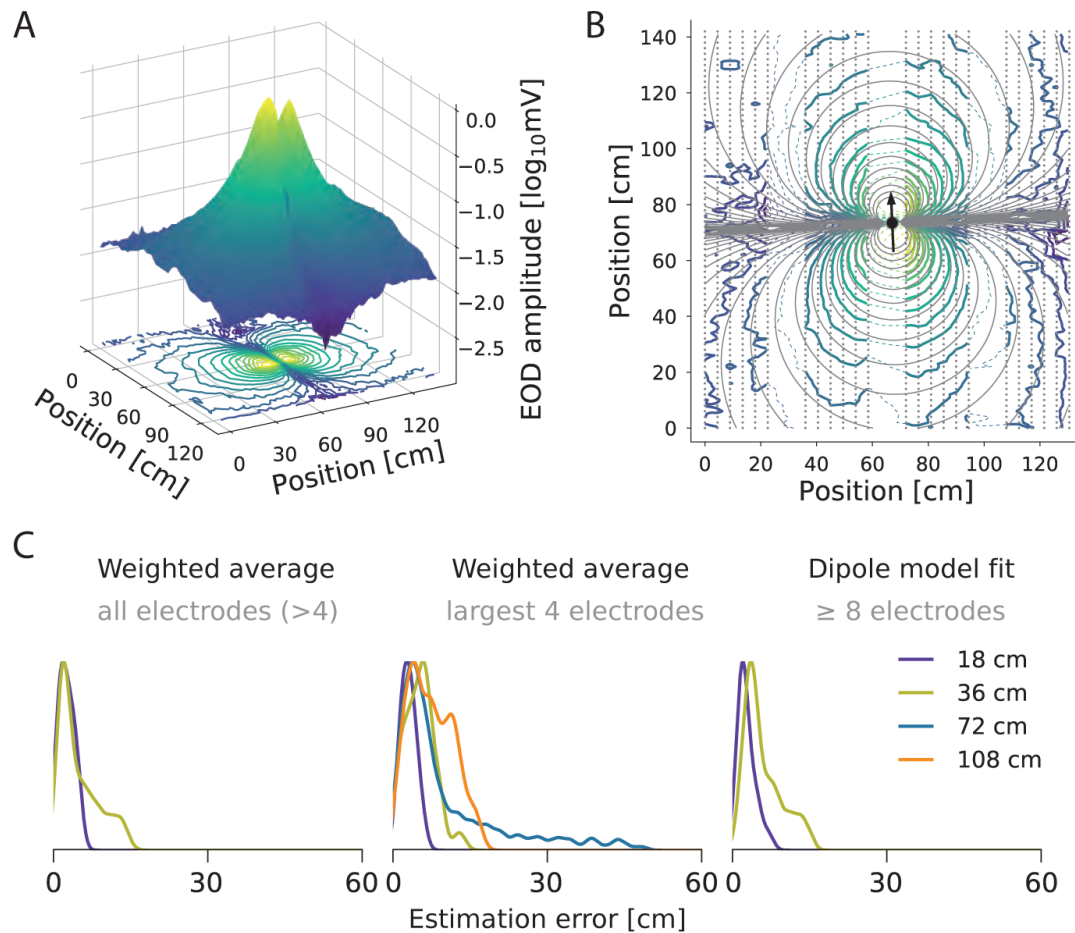 A
0.0
−0.5
−1.0
−1.5
−2.0
−2.5
EOD amplitude [log10mV]
0
30
60
90
120
Position [cm]
0
30
60
90
120
Position [cm]
B
140
120
100
80
60
40
20
0
Position [cm]
0 20 40 60 80 100 120
Position [cm]
C
Weighted average
all electrodes (>4)
Weighted average
largest 4 electrodes
Dipole model fit
≥ 8 electrodes
18 cm
36 cm
72 cm
108 cm
0 30 60
0 30 60
0 30 60
Estimation error [cm]